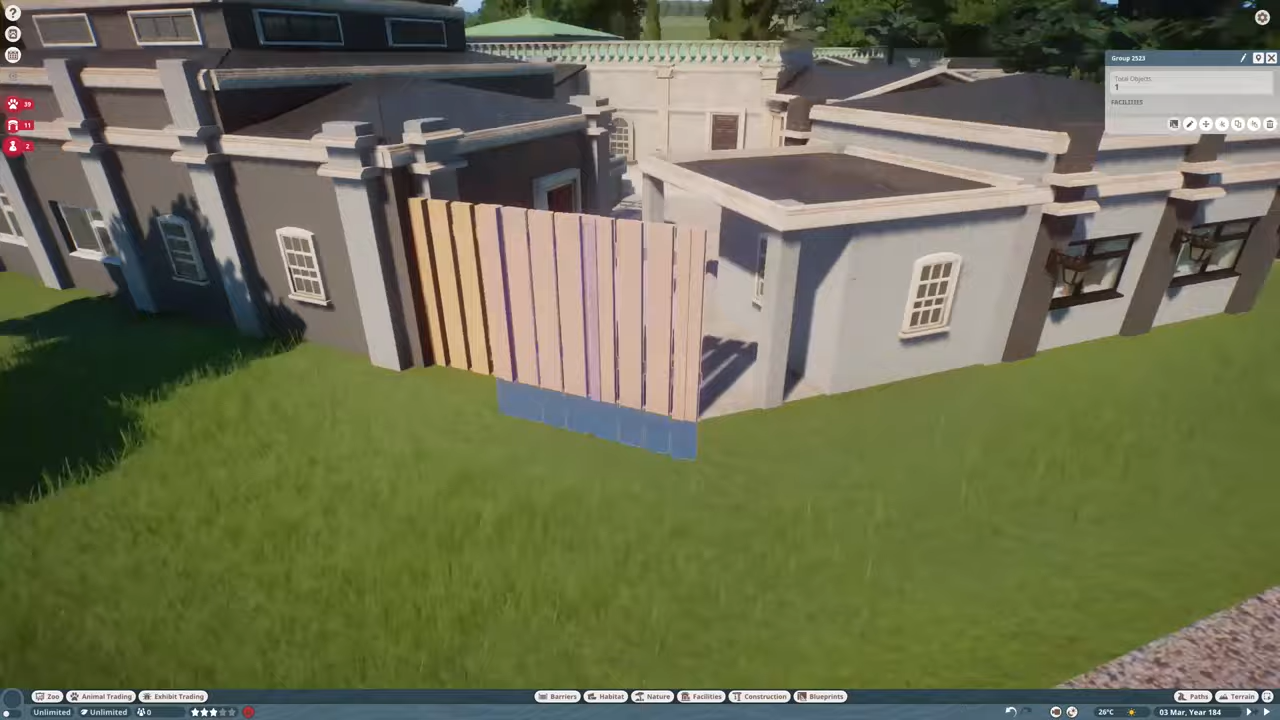 Group 2523
Total Objects:
1
FACILITIES
39
11
2
Zoo
Animal Trading
Exhibit Trading
Barriers
Habitat
Nature
Facilities
Construction
Blueprints
Paths
Terrain
Unlimited
Unlimited
0
26°C
03 Mar, Year 184